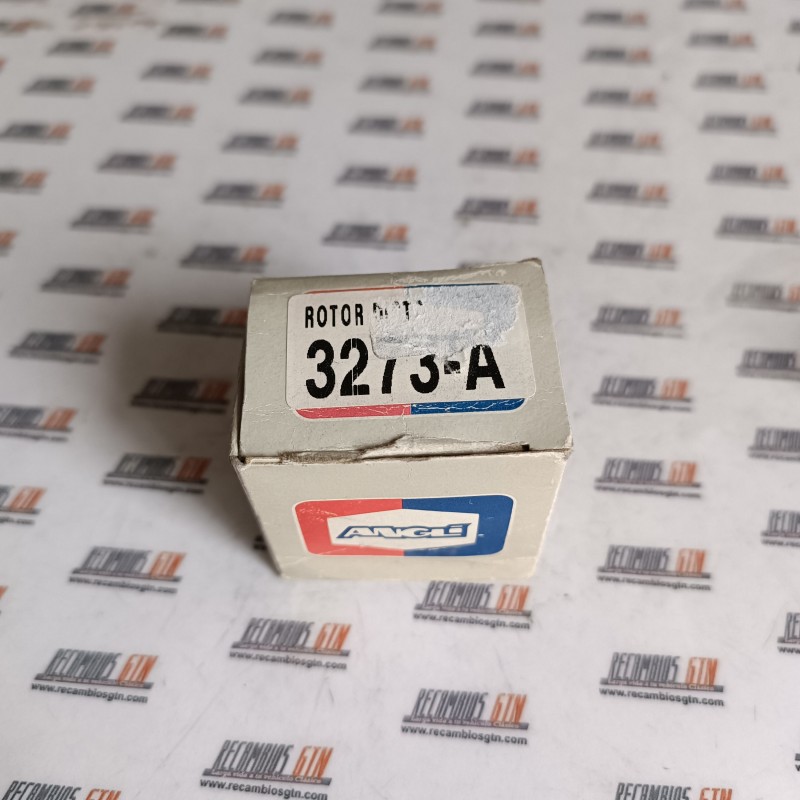 ROTOR
3273-A
ANGLI
RECAMBIOS GTN
www.recambiosgtn.com